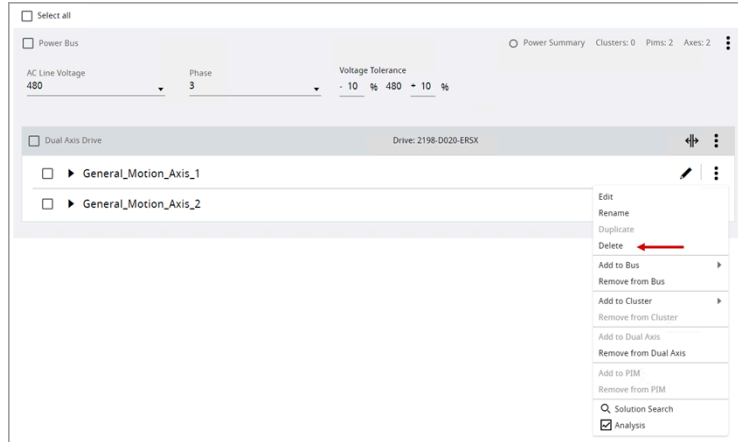 Select all
Power Bus
Power Summary Clusters: 0 Pims: 2 Axes: 2
AC Line Voltage
Phase
Voltage Tolerance
480
3
- 10 % 480 + 10 %
Dual Axis Drive
Drive: 2198-D020-ERSX
General_Motion_Axis_1
General_Motion_Axis_2
Edit
Rename
Duplicate
Delete
Add to Bus
Remove from Bus
Add to Cluster
Remove from Cluster
Add to Dual Axis
Remove from Dual Axis
Add to PIM
Remove from PIM
Solution Search
Analysis